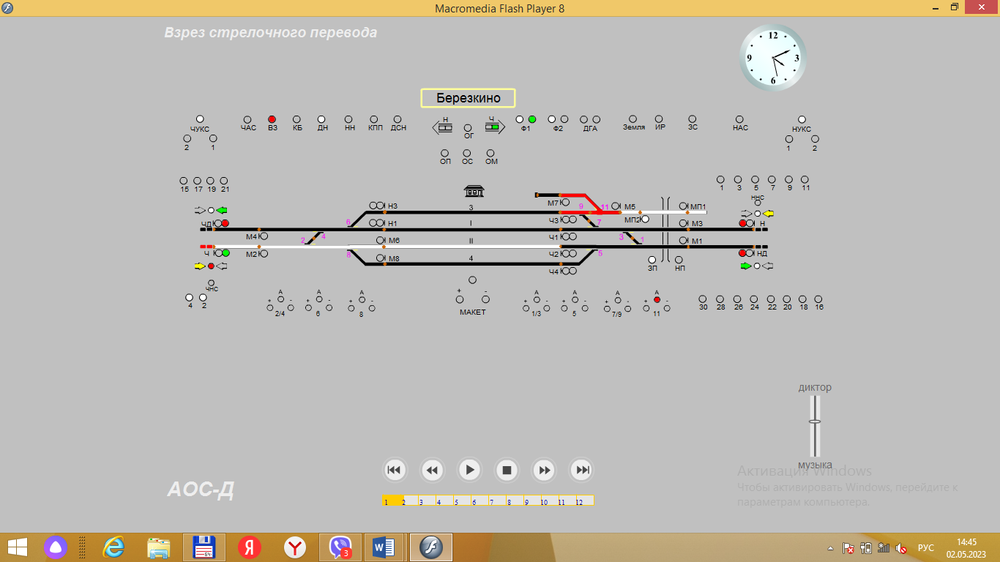 Macromedia Flash Player 8
Взрез стрелочного перевода
12
9 3
6
Березкино
ЧУКС ЧАС ВЗ КБ ДН НН КПП ДСН Н ОГ Ч Ф1 Ф2 ДГА Земля ИР ЗС НАС НУКС
2 1 1 2
ОП ОС ОМ
15 17 19 21 1 3 5 7 9 11
ННС
М7 9 11 М5 МП1
6 Н3 3
ЧД Н1 I Ч3 7 МП2 М3 Н
М4 2 4 М6 II Ч1 3 1 М1
Ч М2 8 М8 4 Ч2 5 НД
Ч4 ЗП НП
ЧНС
4 2
А А А А А А А
+ - + - + - + - + - + - + - + -
2/4 6 8 МАКЕТ 1/3 5 7/9 11 30 28 26 24 22 20 18 16
диктор
музыка
Активация Windows
Чтобы активировать Windows, перейдите к
параметрам компьютера.
АОС-Д
1 2 3 4 5 6 7 8 9 10 11 12
64
Я Y 3 W РУС 14:45
02.05.2023